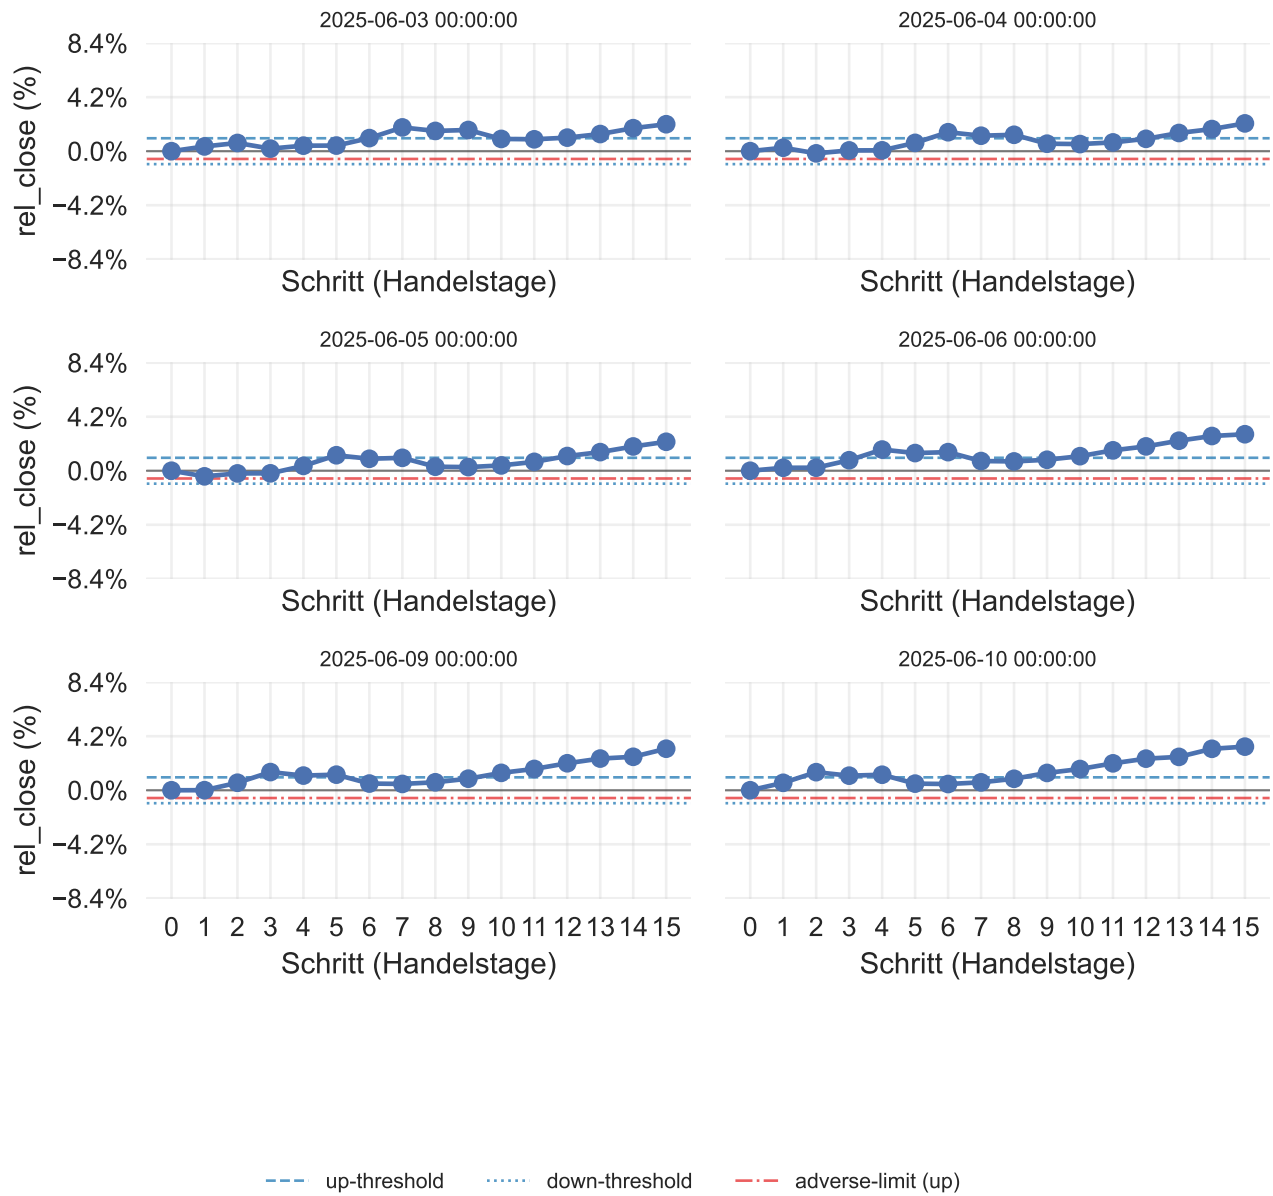 2025-06-03 00:00:00
2025-06-04 00:00:00
8.4%
4.2%
0.0%
−4.2%
−8.4%
rel_close (%)
Schritt (Handelstage)
Schritt (Handelstage)
2025-06-05 00:00:00
2025-06-06 00:00:00
8.4%
4.2%
0.0%
−4.2%
−8.4%
rel_close (%)
Schritt (Handelstage)
Schritt (Handelstage)
2025-06-09 00:00:00
2025-06-10 00:00:00
8.4%
4.2%
0.0%
−4.2%
−8.4%
rel_close (%)
0 1 2 3 4 5 6 7 8 9 10 11 12 13 14 15
0 1 2 3 4 5 6 7 8 9 10 11 12 13 14 15
Schritt (Handelstage)
Schritt (Handelstage)
up-threshold down-threshold adverse-limit (up)